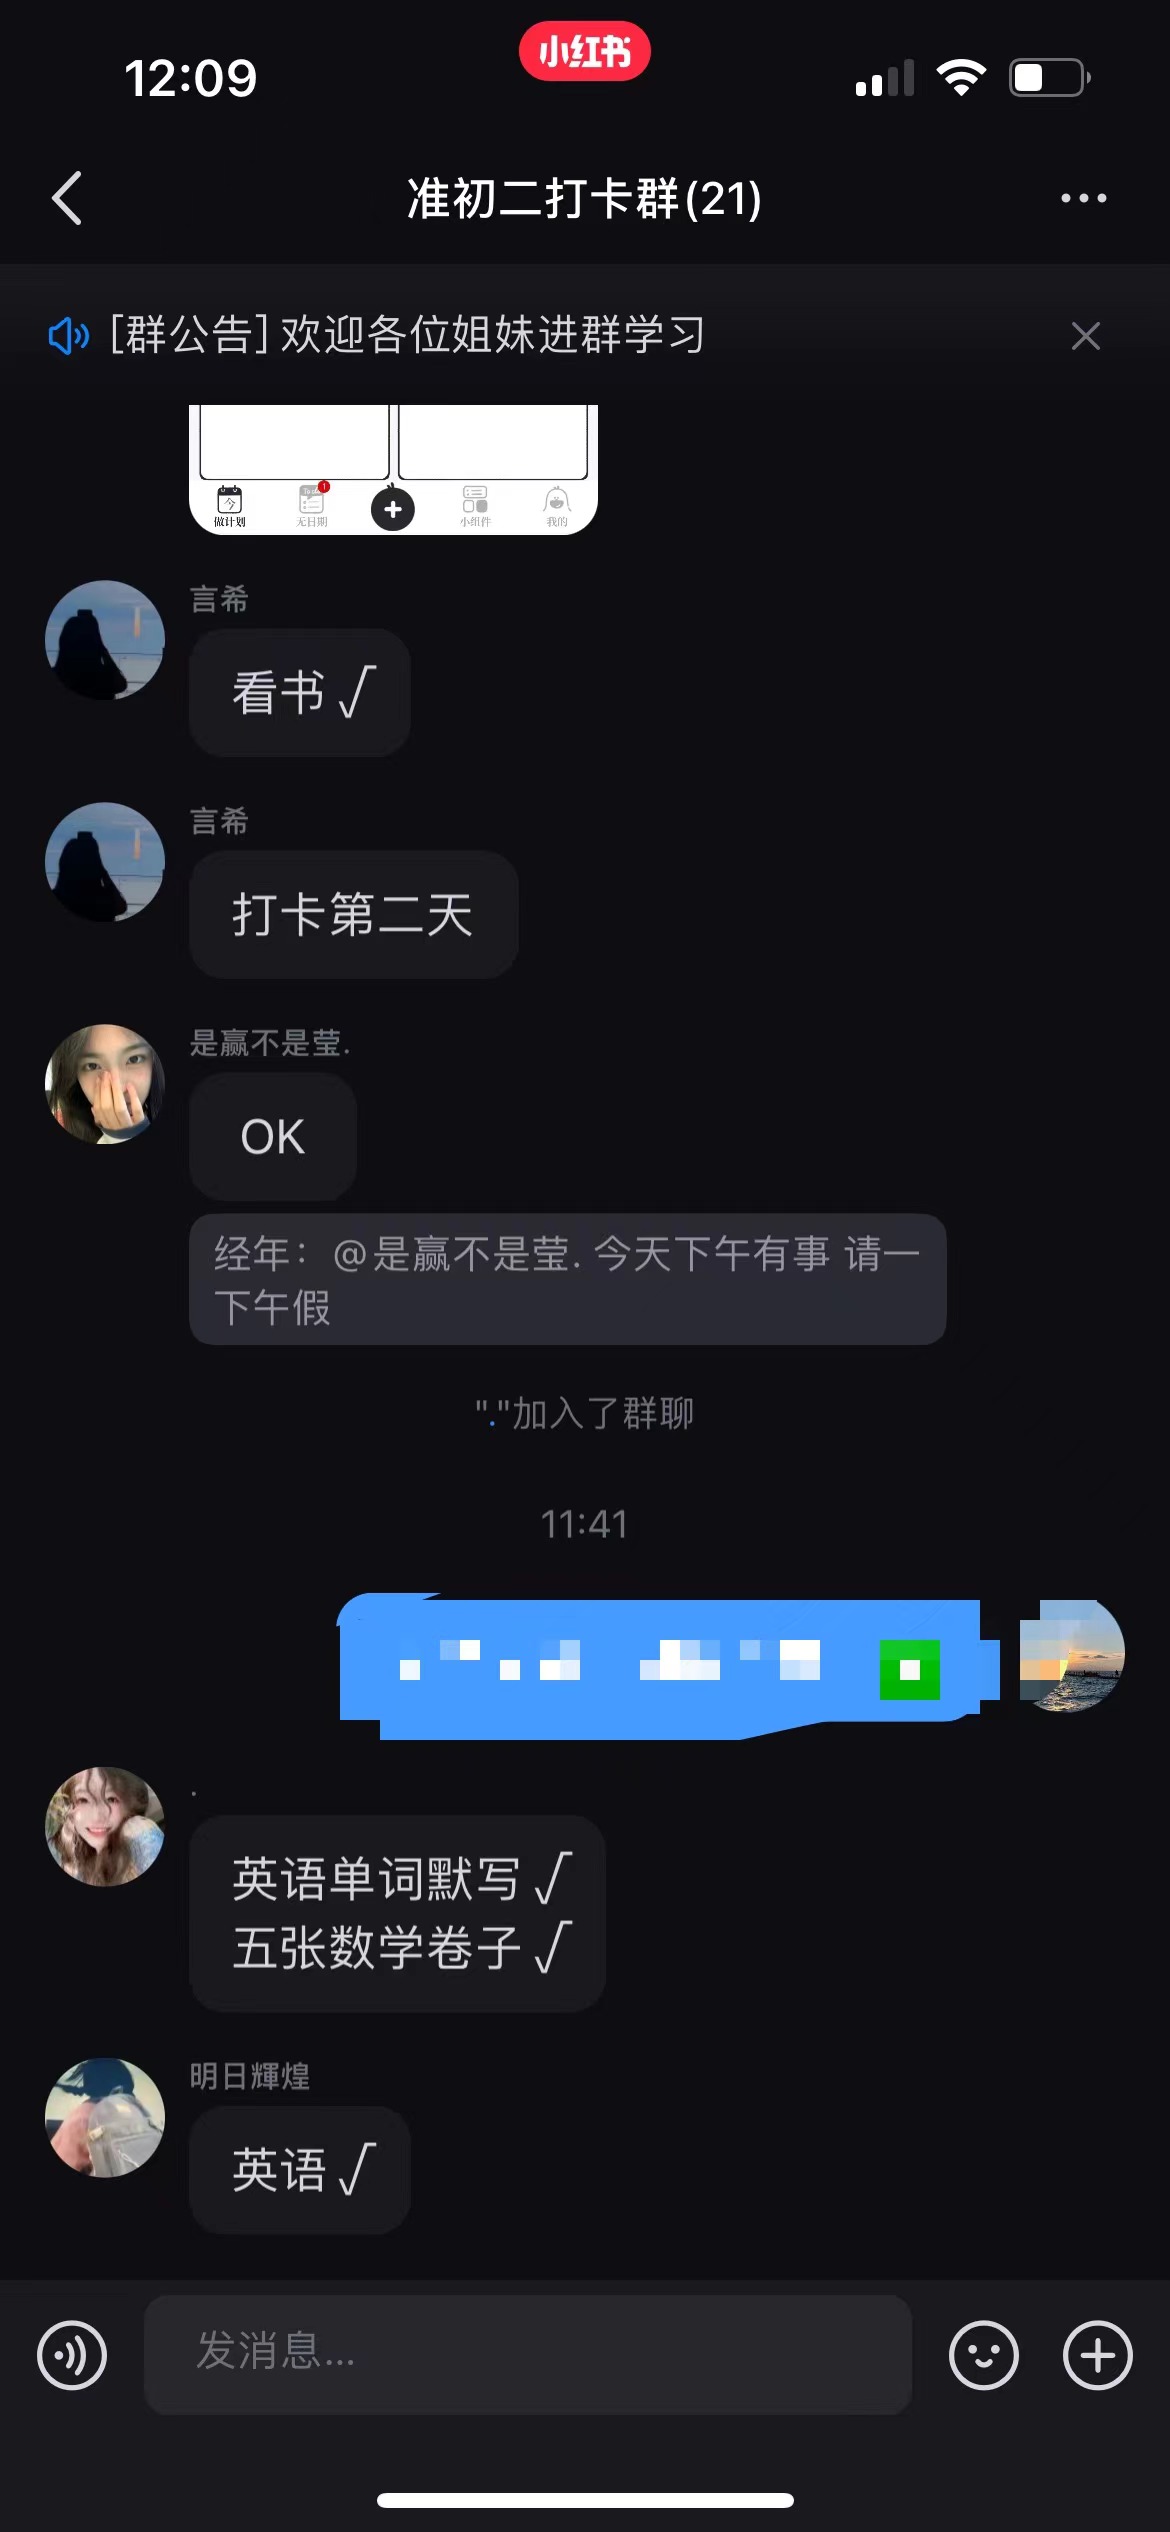 12:09
小红书
准初二打卡群(21)
[群公告] 欢迎各位姐妹进群学习
今
To do
1
做计划
无日期
小组件
我的
言希
看书 √
言希
打卡第二天
是赢不是莹.
OK
经年：@是赢不是莹. 今天下午有事 请一
下午假
"."加入了群聊
11:41
.
英语单词默写 √
五张数学卷子 √
明日輝煌
英语 √
发消息...